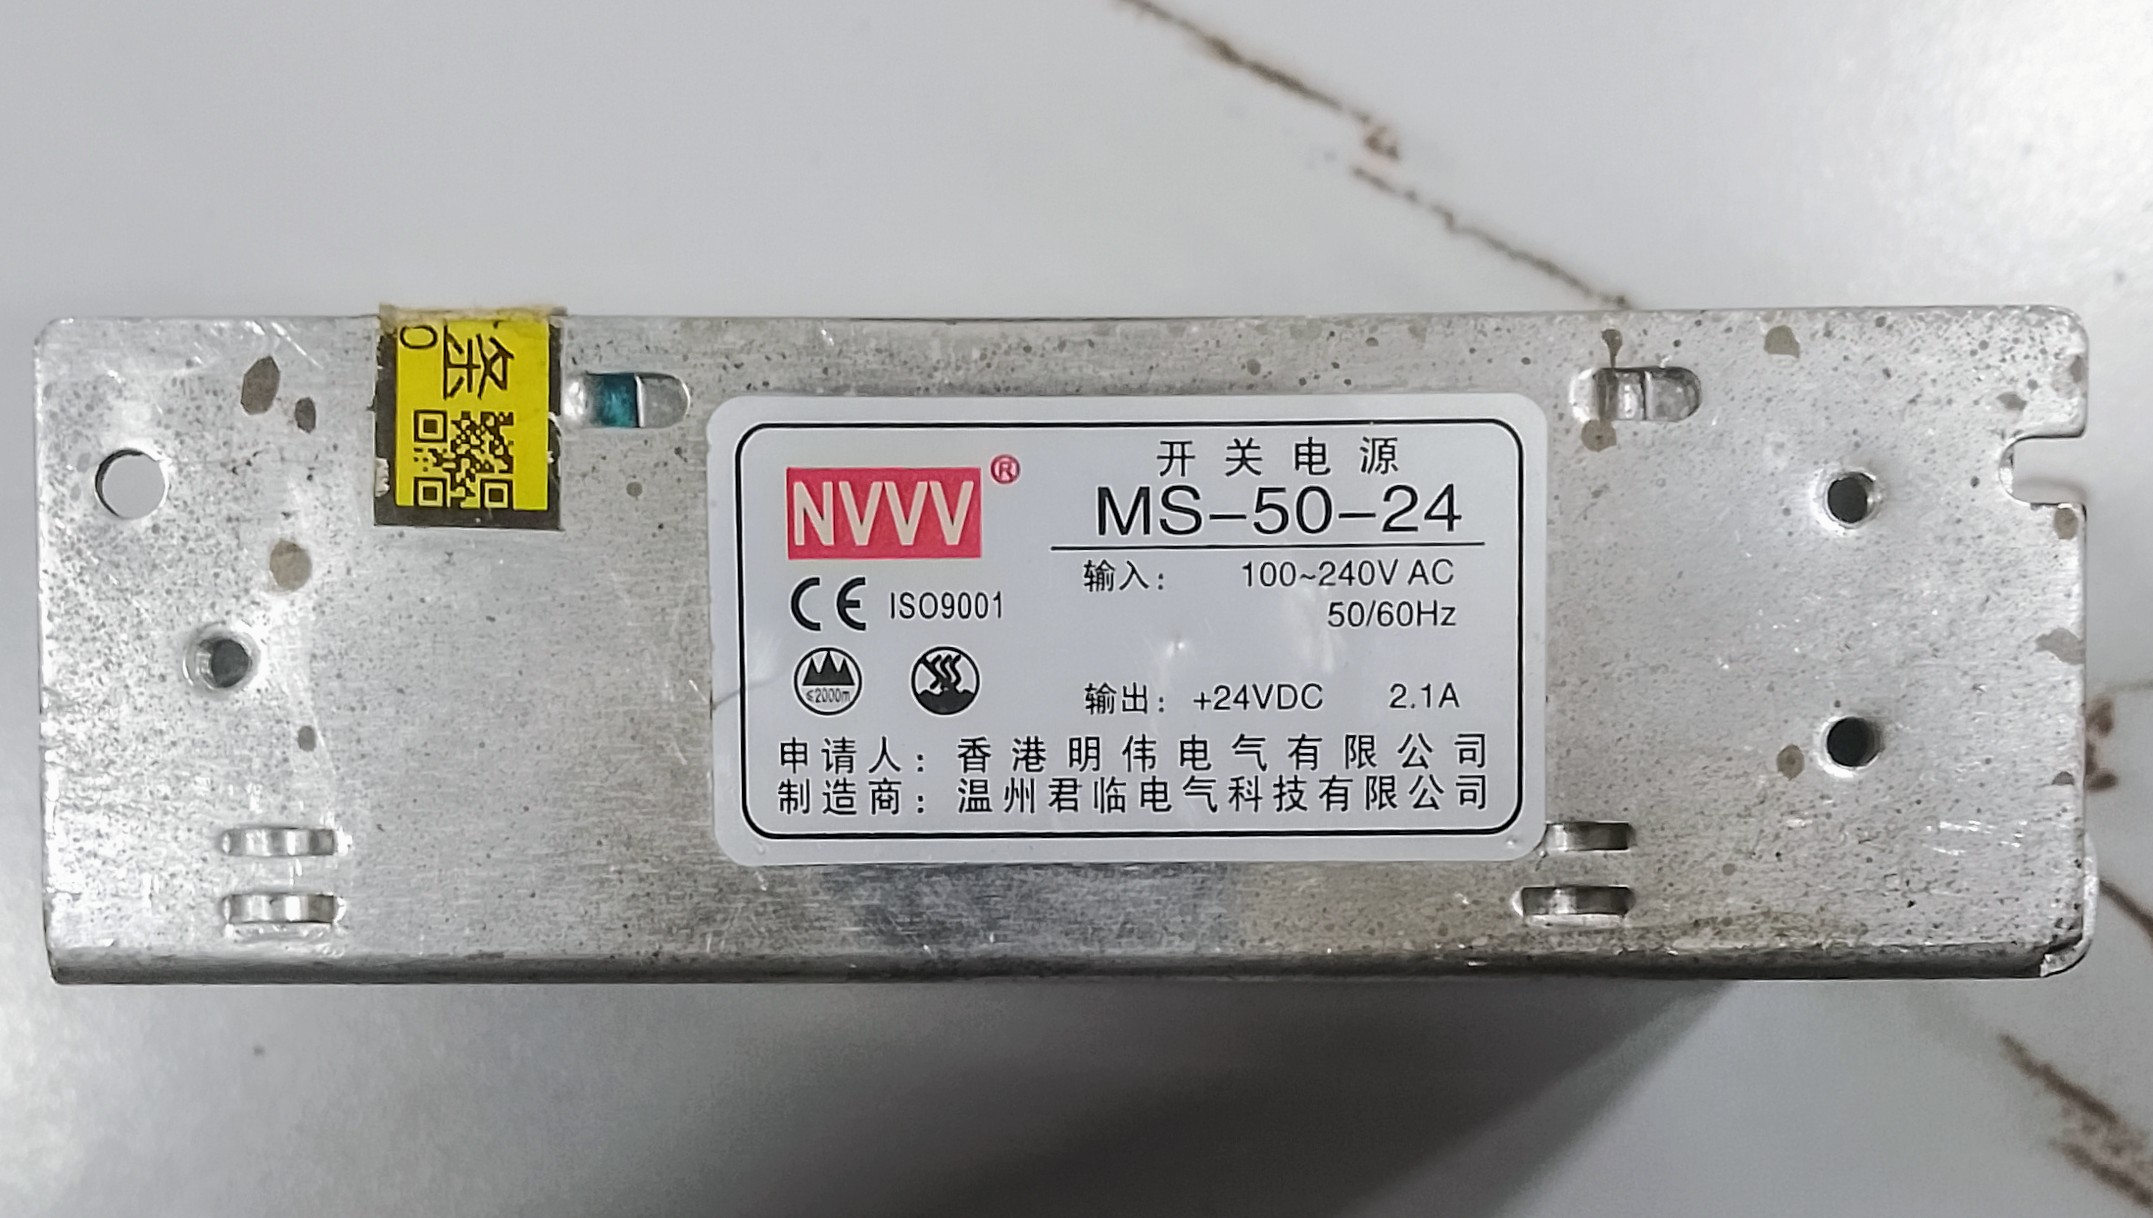 NVVV®
开关电源
MS-50-24
CE ISO9001
输入： 100~240V AC
50/60Hz
≤2000m
输出： +24VDC 2.1A
申请人：香港明伟电气有限公司
制造商：温州君临电气科技有限公司